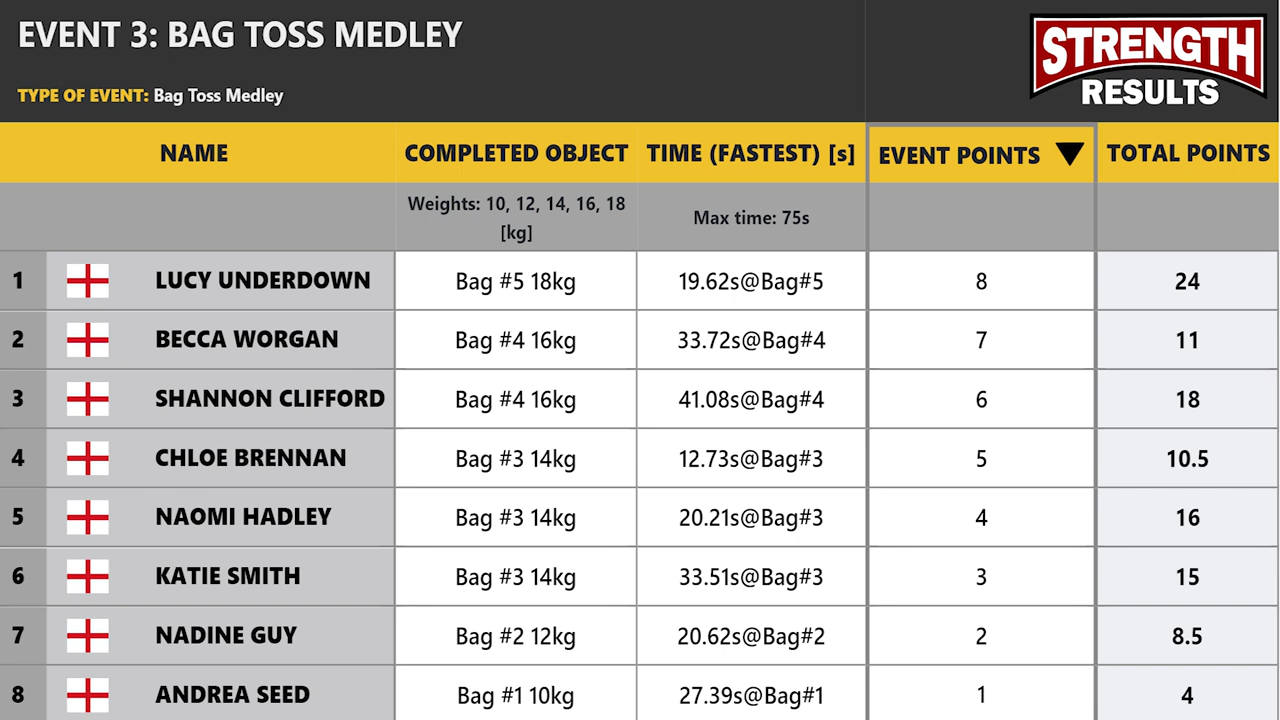 EVENT 3: BAG TOSS MEDLEY
TYPE OF EVENT: Bag Toss Medley
STRENGTH
RESULTS
NAME COMPLETED OBJECT TIME (FASTEST) [s] EVENT POINTS ▼ TOTAL POINTS
Weights: 10, 12, 14, 16, 18
[kg]
Max time: 75s
1 LUCY UNDERDOWN Bag #5 18kg 19.62s@Bag#5 8 24
2 BECCA WORGAN Bag #4 16kg 33.72s@Bag#4 7 11
3 SHANNON CLIFFORD Bag #4 16kg 41.08s@Bag#4 6 18
4 CHLOE BRENNAN Bag #3 14kg 12.73s@Bag#3 5 10.5
5 NAOMI HADLEY Bag #3 14kg 20.21s@Bag#3 4 16
6 KATIE SMITH Bag #3 14kg 33.51s@Bag#3 3 15
7 NADINE GUY Bag #2 12kg 20.62s@Bag#2 2 8.5
8 ANDREA SEED Bag #1 10kg 27.39s@Bag#1 1 4